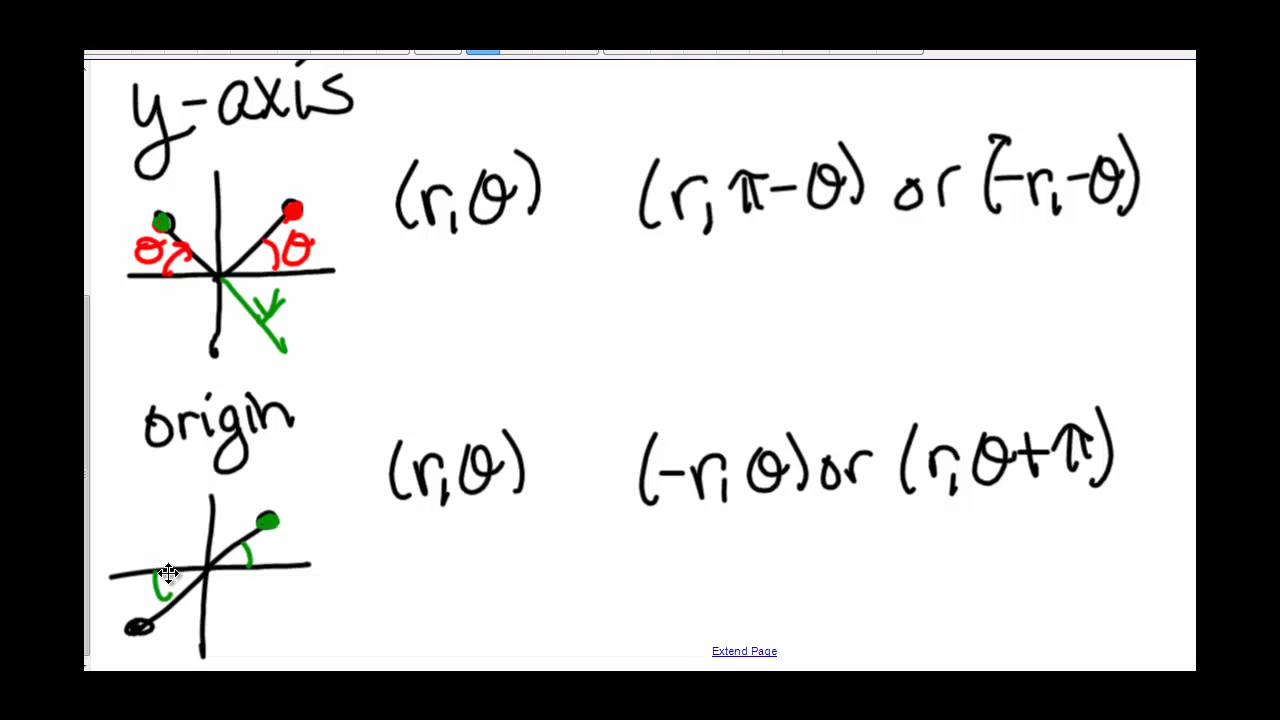 y-axis
(r, θ) (r, π-θ) or (-r, -θ)
θ θ
origin
(r, θ) (-r, θ) or (r, θ+π)
Extend Page